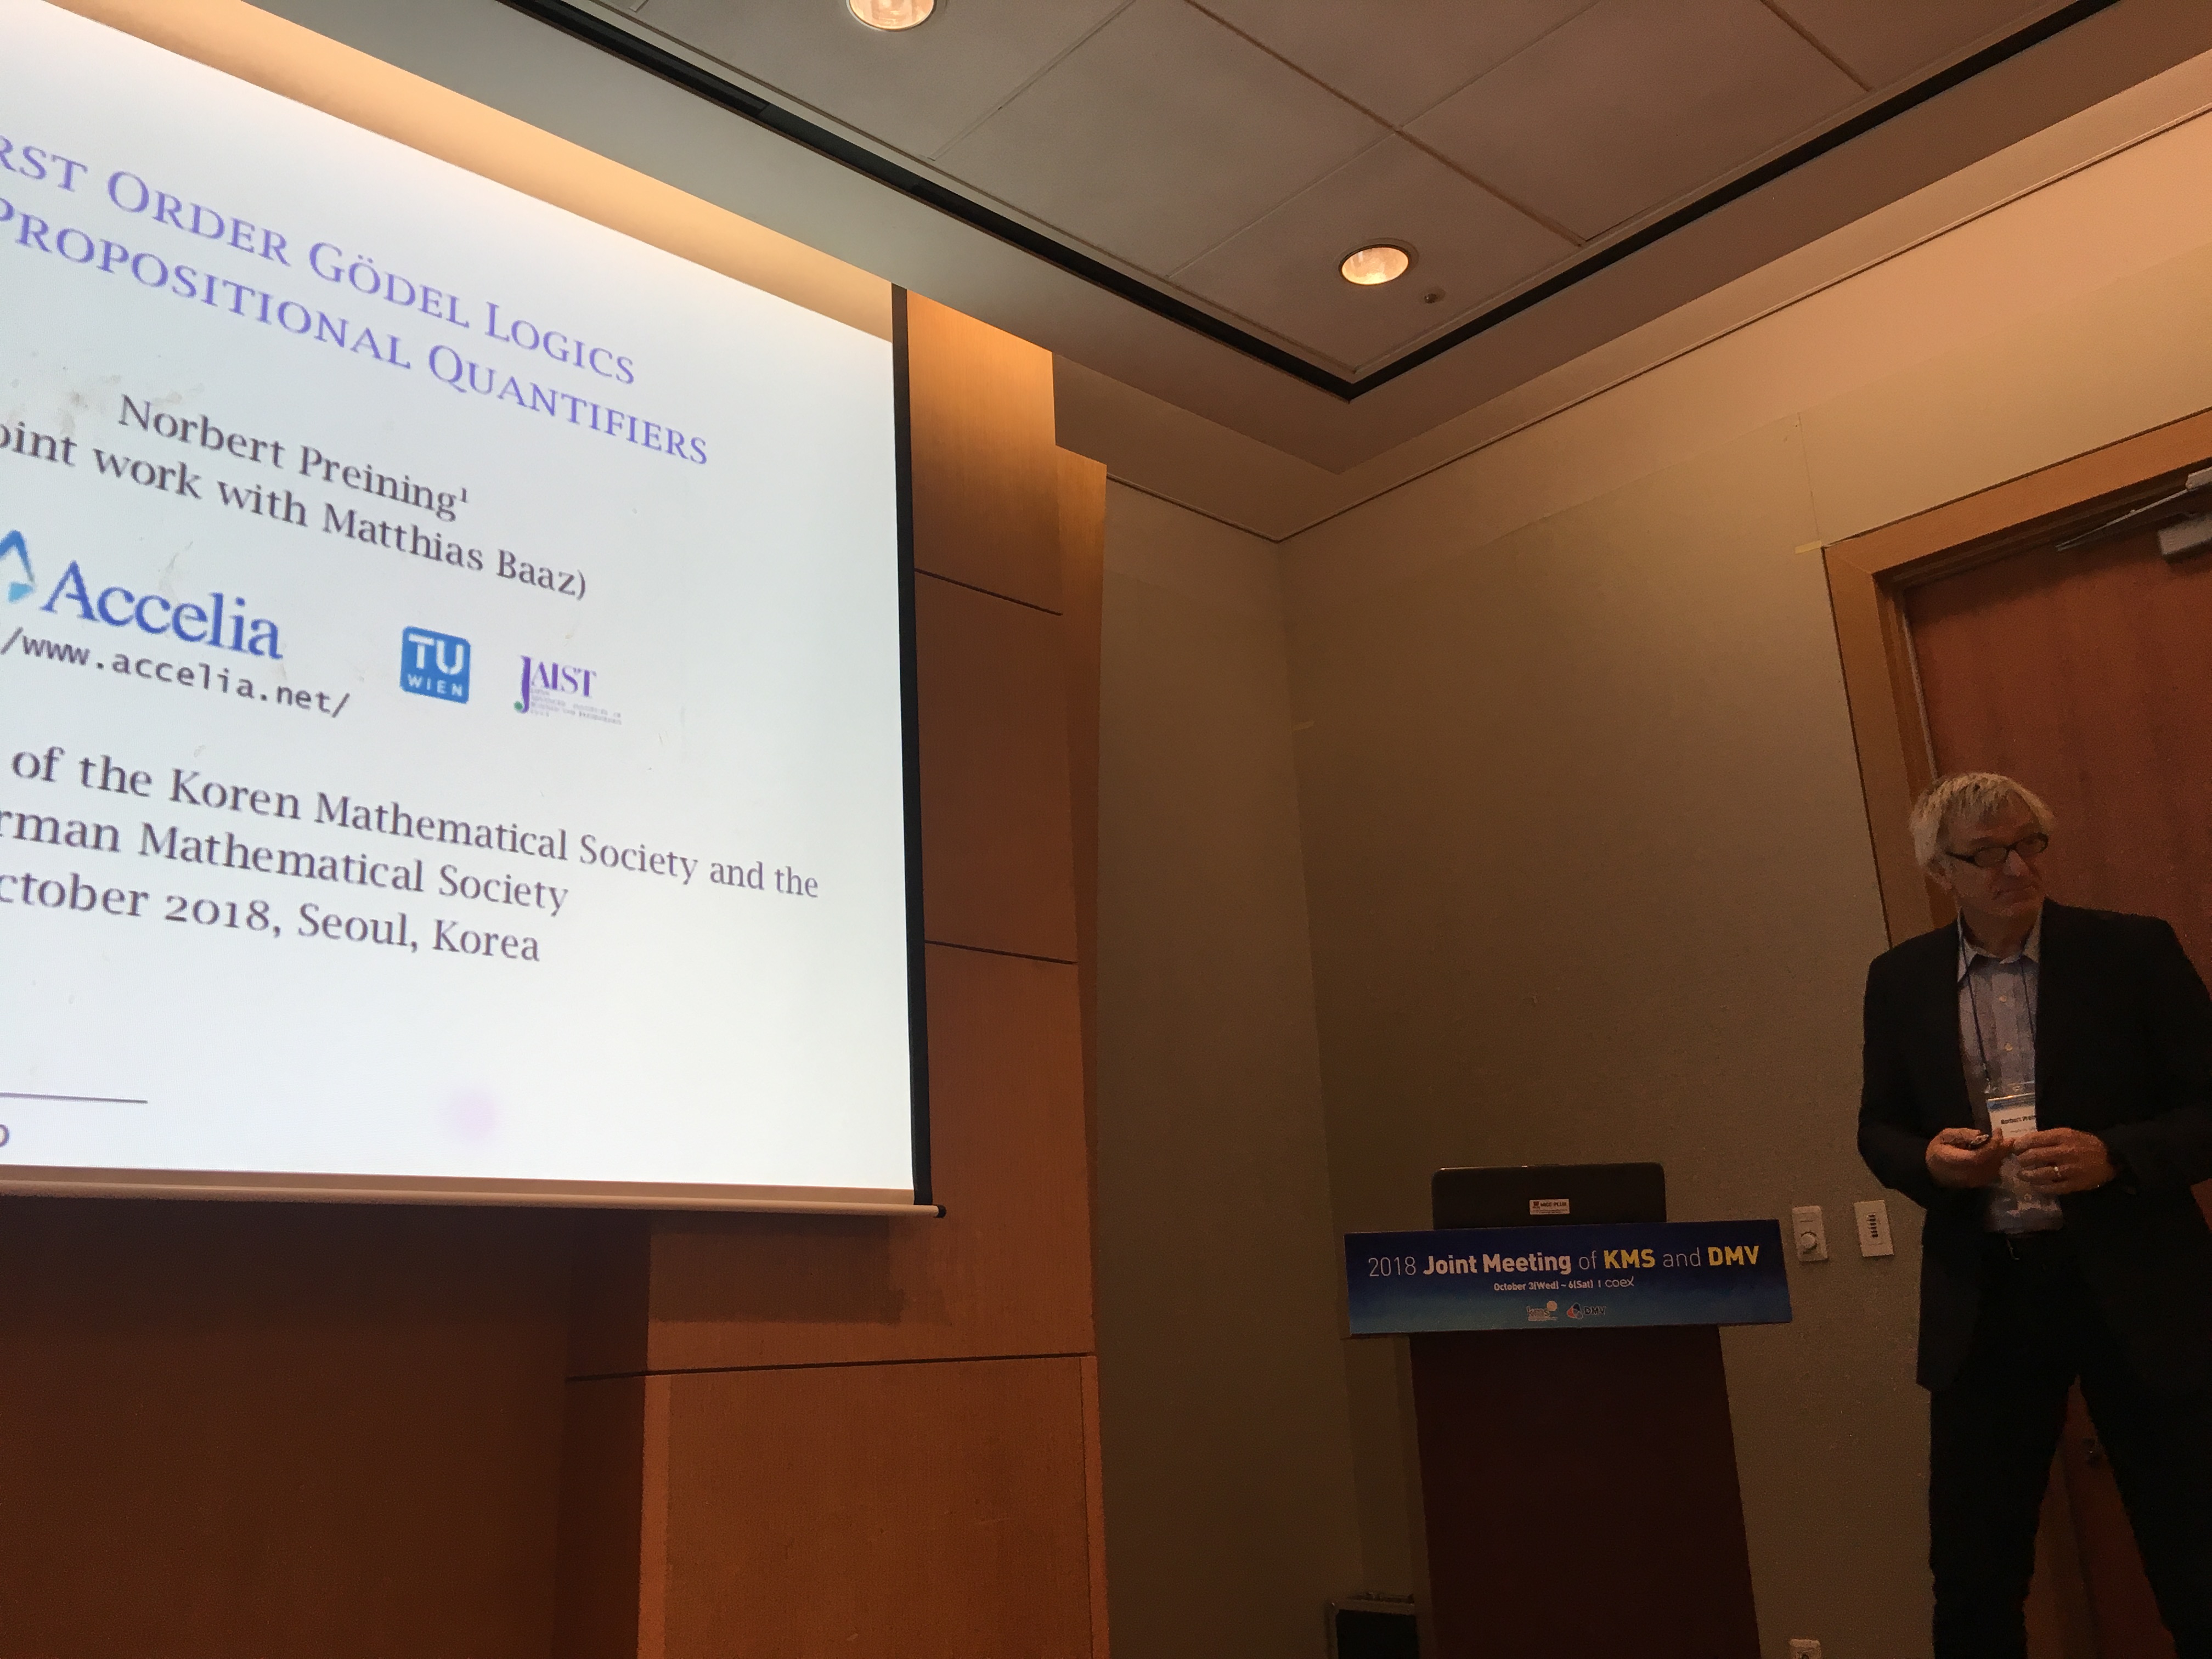 RST ORDER GÖDEL LOGICS
PROPOSITIONAL QUANTIFIERS
Norbert Preining¹
oint work with Matthias Baaz)
Accelia
/www.accelia.net/
TU
WIEN
JAIST
of the Koren Mathematical Society and the
rman Mathematical Society
ctober 2018, Seoul, Korea
2018 Joint Meeting of KMS and DMV
October 3(Wed) ~ 6(Sat) | coex
DMV